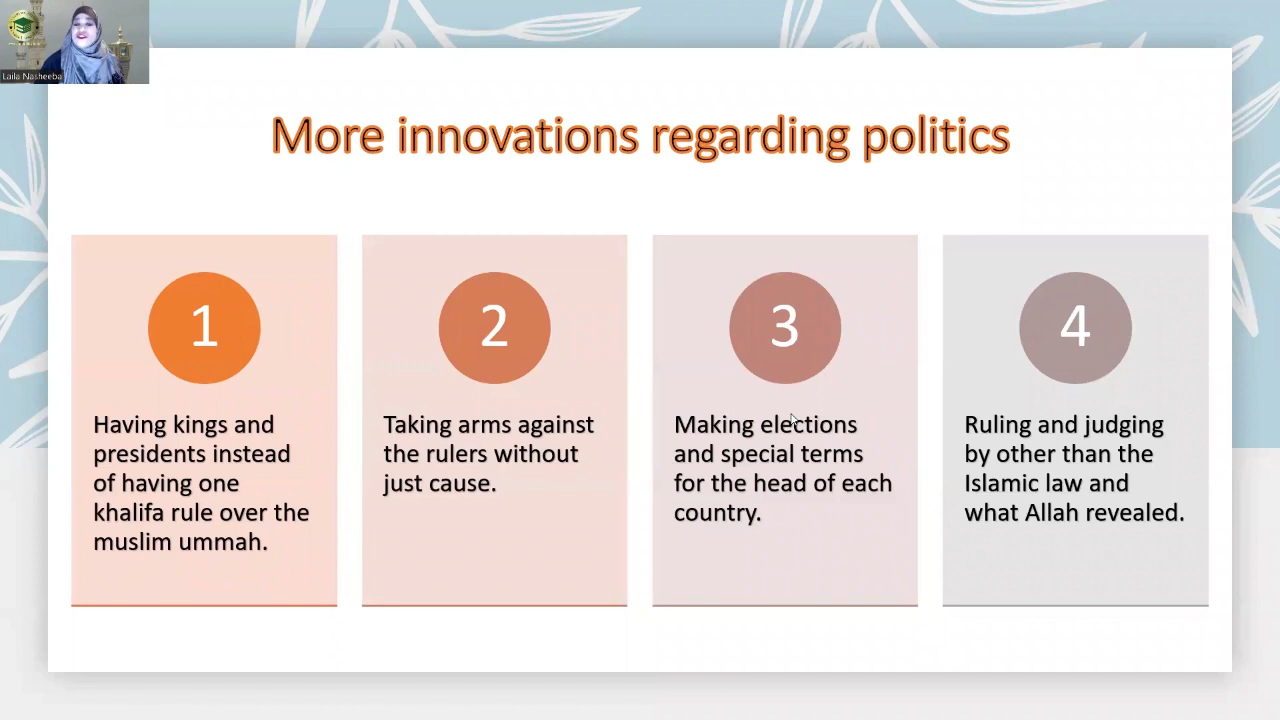 Laila Nasheeba
More innovations regarding politics
1
Having kings and
presidents instead
of having one
khalifa rule over the
muslim ummah.
2
Taking arms against
the rulers without
just cause.
3
Making elections
and special terms
for the head of each
country.
4
Ruling and judging
by other than the
Islamic law and
what Allah revealed.